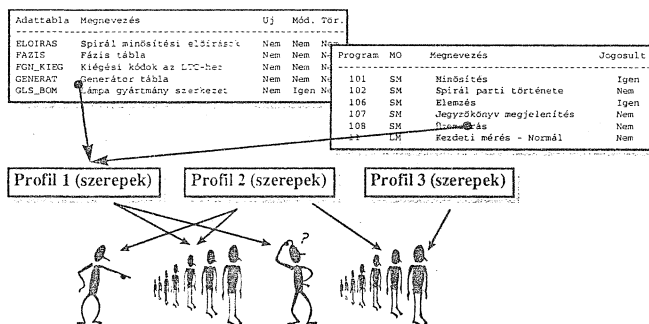 Adattabla Megnevezés Uj Mód. Tör.
ELOIRAS Spirál minősítési előírások Nem Nem
FAZIS Fázis tábla Nem Nem
FGN_KIEG Kiégési kódok az LTC-hez Nem Nem
GENERAT Generátor tábla Nem Nem
GLS_BOM Lámpa gyártmány szerkezet Nem Igen
Program MO Megnevezés Jogosult
101 SM Minősítés Igen
102 SM Spirál parti története Nem
106 SM Elemzés Igen
107 SM Jegyzőkönyv megjelenítés Nem
108 SM Nem
LM Kezdeti mérés - Normál Nem
Profil 1 (szerepek) Profil 2 (szerepek) Profil 3 (szerepek)
?